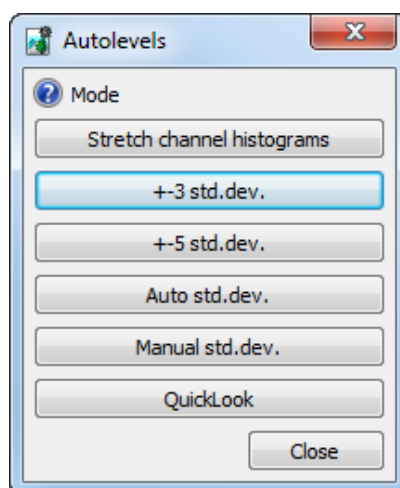 Autolevels
Mode
Stretch channel histograms
+-3 std.dev.
+-5 std.dev.
Auto std.dev.
Manual std.dev.
QuickLook
Close